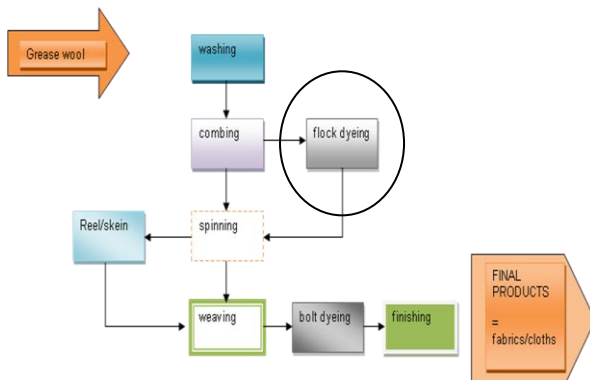 Grease wool
washing
combing
flock dyeing
Reel/skein
spinning
weaving
bolt dyeing
finishing
FINAL
PRODUCTS
=
fabrics/cloths